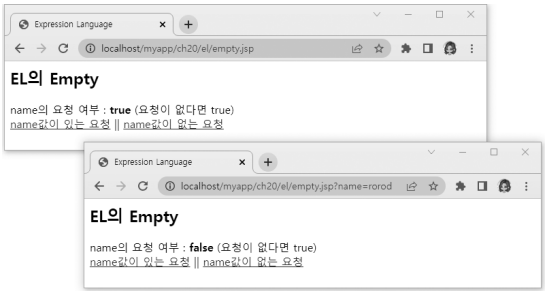 Expression Language
localhost/myapp/ch20/el/empty.jsp
EL의 Empty
name의 요청 여부 : true (요청이 없다면 true)
name값이 있는 요청 || name값이 없는 요청
Expression Language
localhost/myapp/ch20/el/empty.jsp?name=rorod
EL의 Empty
name의 요청 여부 : false (요청이 없다면 true)
name값이 있는 요청 || name값이 없는 요청